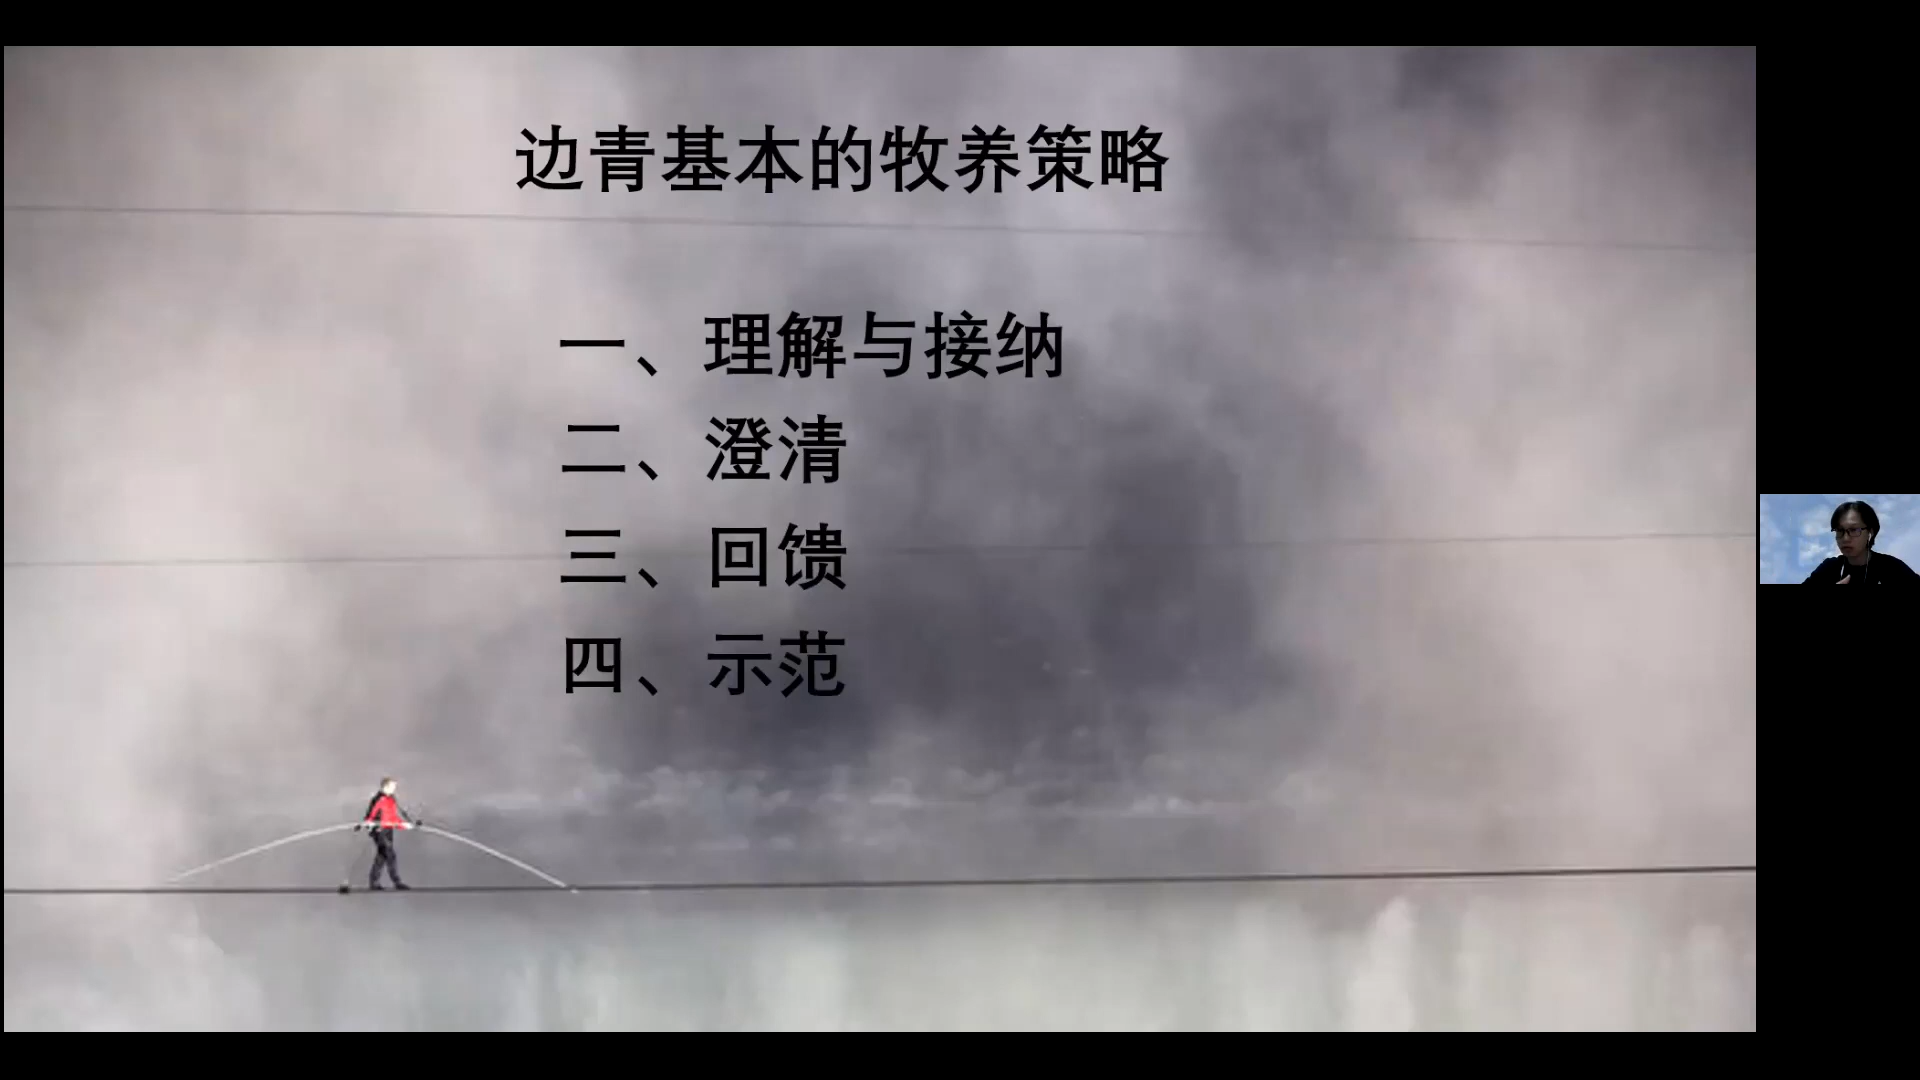 边青基本的牧养策略
一、理解与接纳
二、澄清
三、回馈
四、示范